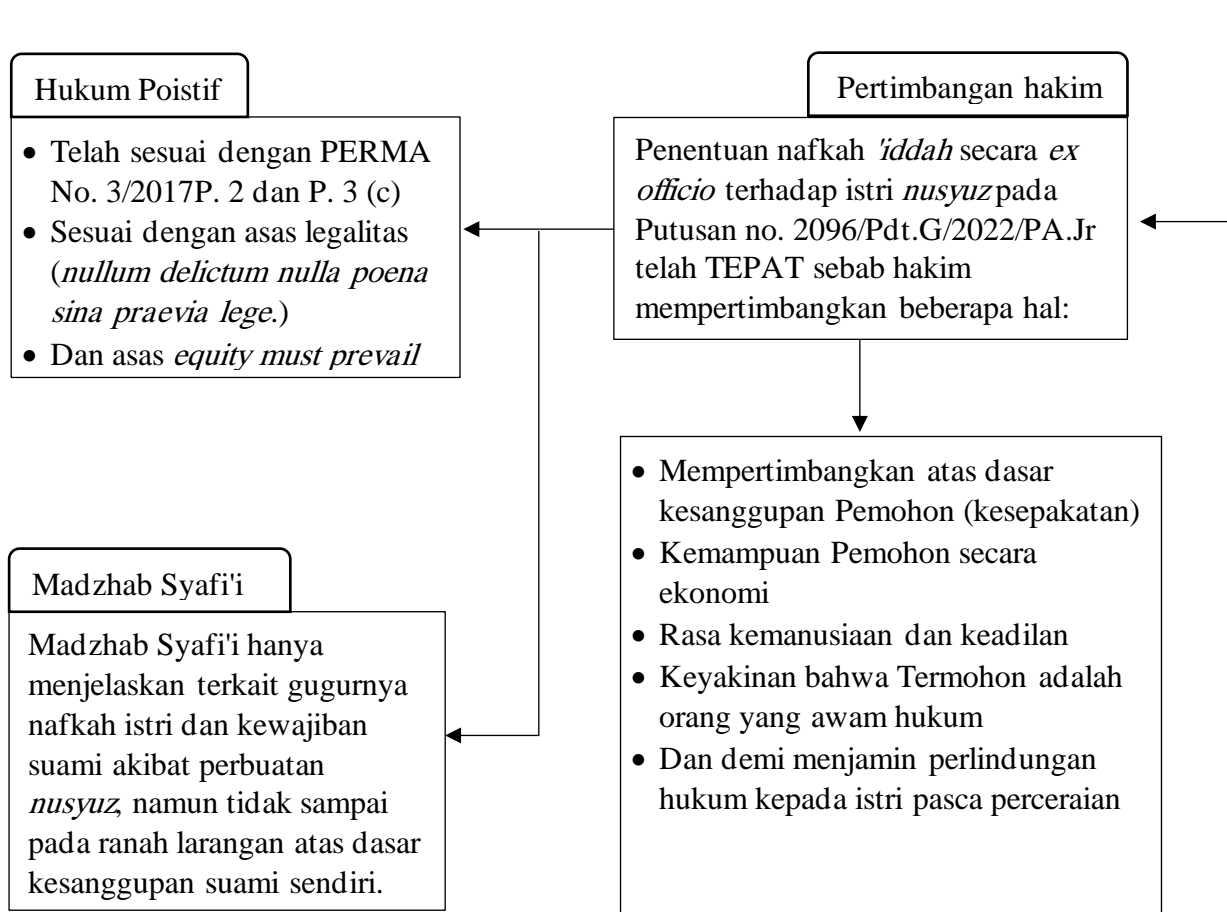 Hukum Poistif
• Telah sesuai dengan PERMA
No. 3/2017P. 2 dan P. 3 (c)
• Sesuai dengan asas legalitas
(nullum delictum nulla poena
sina praevia lege.)
• Dan asas equity must prevail
Pertimbangan hakim
Penentuan nafkah 'iddah secara ex
officio terhadap istri nusyuz pada
Putusan no. 2096/Pdt.G/2022/PA.Jr
telah TEPAT sebab hakim
mempertimbangkan beberapa hal:
• Mempertimbangkan atas dasar
kesanggupan Pemohon (kesepakatan)
• Kemampuan Pemohon secara
ekonomi
• Rasa kemanusiaan dan keadilan
• Keyakinan bahwa Termohon adalah
orang yang awam hukum
• Dan demi menjamin perlindungan
hukum kepada istri pasca perceraian
Madzhab Syafi'i
Madzhab Syafi'i hanya
menjelaskan terkait gugurnya
nafkah istri dan kewajiban
suami akibat perbuatan
nusyuz, namun tidak sampai
pada ranah larangan atas dasar
kesanggupan suami sendiri.